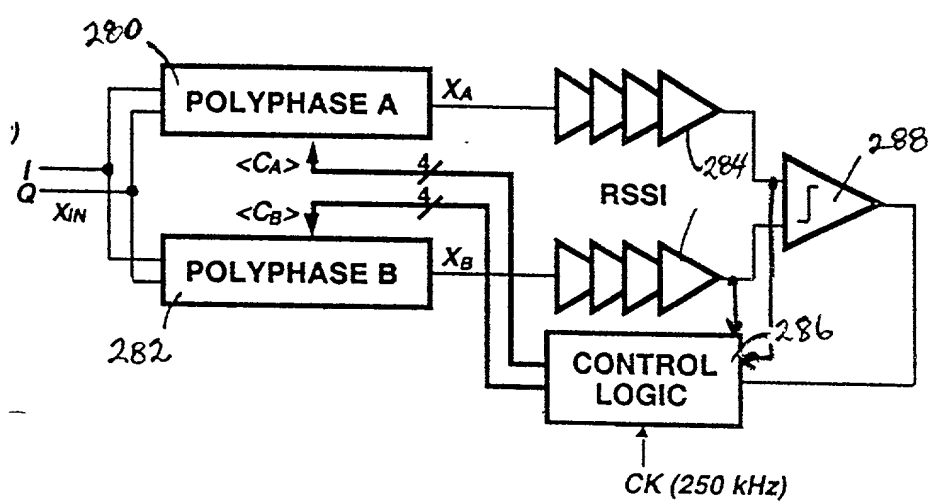 280
POLYPHASE A
XA
<CA>
4
284
288
I
Q
XIN
RSSI
4
<CB>
POLYPHASE B
XB
282
286
CONTROL
LOGIC
CK (250 kHz)